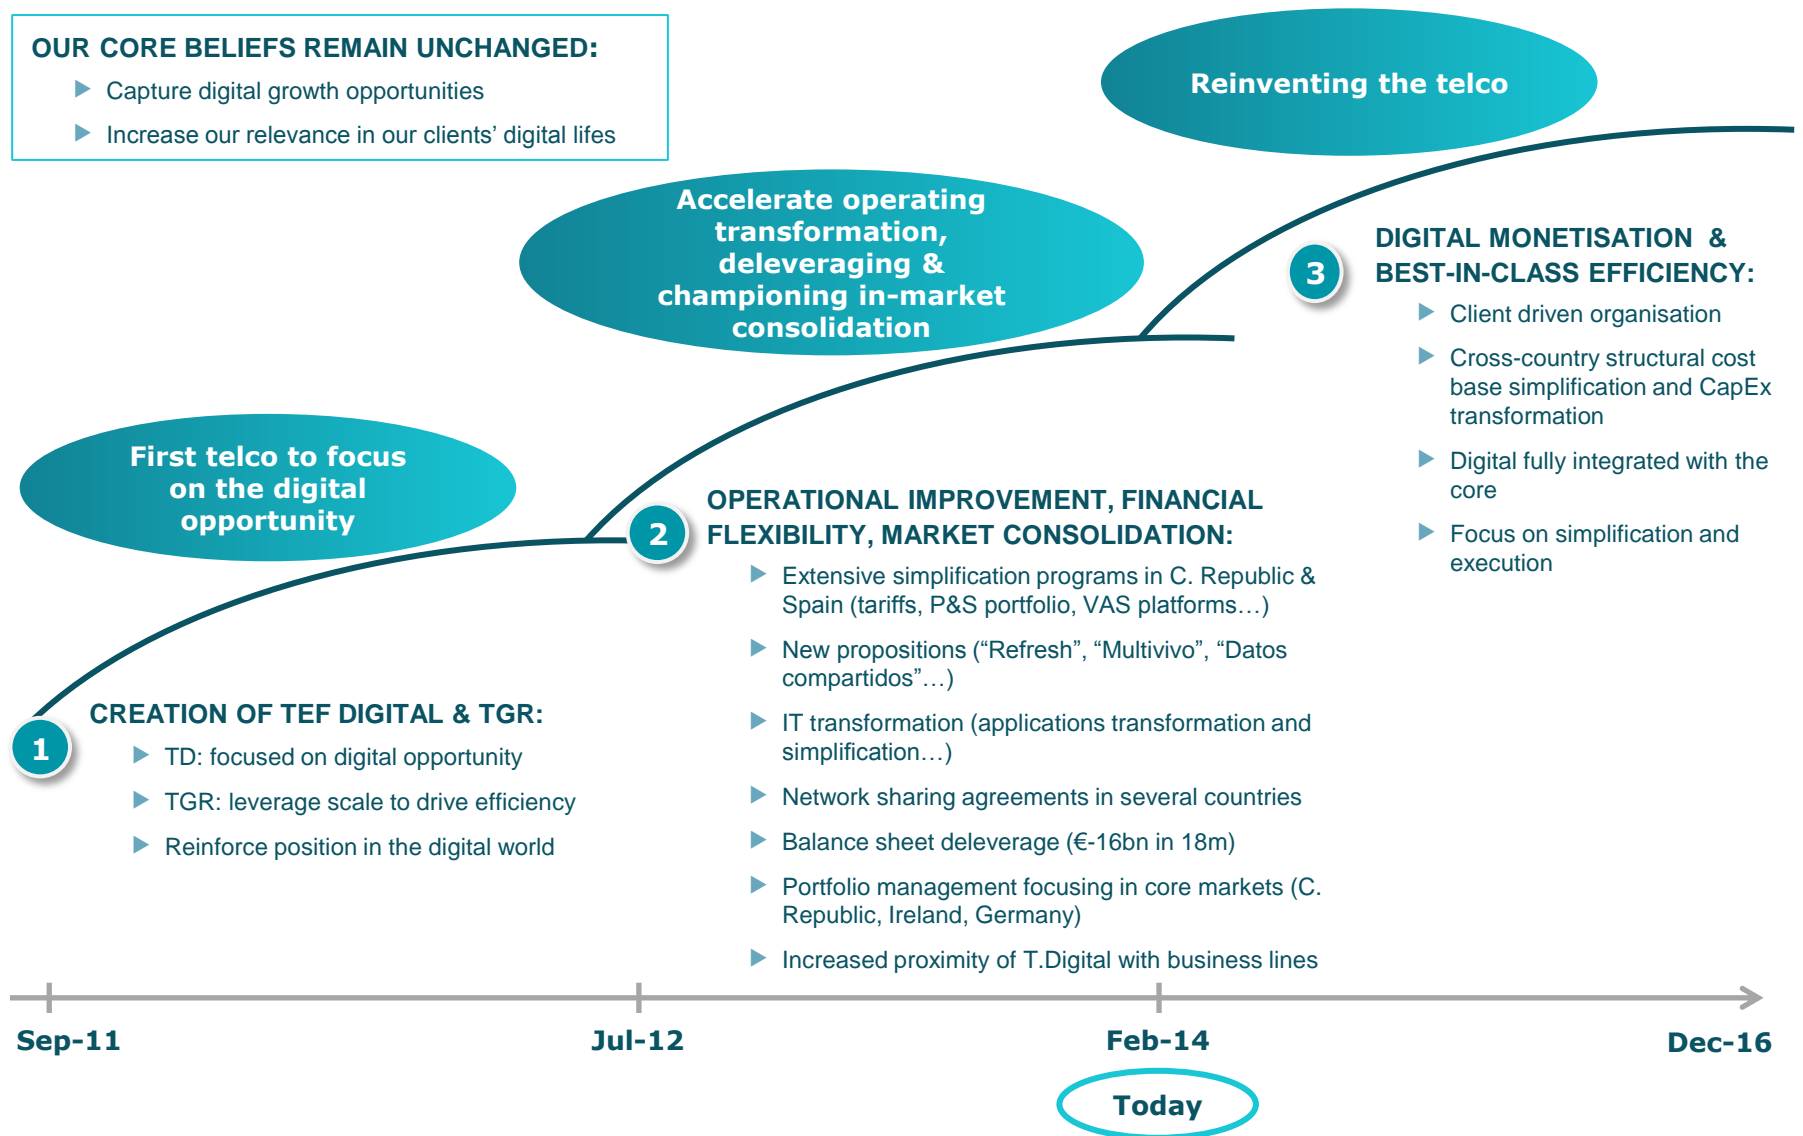 OUR CORE BELIEFS REMAIN UNCHANGED:
Capture digital growth opportunities
Increase our relevance in our clients’ digital lifes
Reinventing the telco
Accelerate operating
transformation,
deleveraging &
championing in-market
consolidation
First telco to focus
on the digital
opportunity
1
CREATION OF TEF DIGITAL & TGR:
TD: focused on digital opportunity
TGR: leverage scale to drive efficiency
Reinforce position in the digital world
2
OPERATIONAL IMPROVEMENT, FINANCIAL
FLEXIBILITY, MARKET CONSOLIDATION:
Extensive simplification programs in C. Republic &
Spain (tariffs, P&S portfolio, VAS platforms…)
New propositions (“Refresh”, “Multivivo”, “Datos
compartidos”…)
IT transformation (applications transformation and
simplification…)
Network sharing agreements in several countries
Balance sheet deleverage (€-16bn in 18m)
Portfolio management focusing in core markets (C.
Republic, Ireland, Germany)
Increased proximity of T.Digital with business lines
3
DIGITAL MONETISATION &
BEST-IN-CLASS EFFICIENCY:
Client driven organisation
Cross-country structural cost
base simplification and CapEx
transformation
Digital fully integrated with the
core
Focus on simplification and
execution
Sep-11
Jul-12
Feb-14
Dec-16
Today